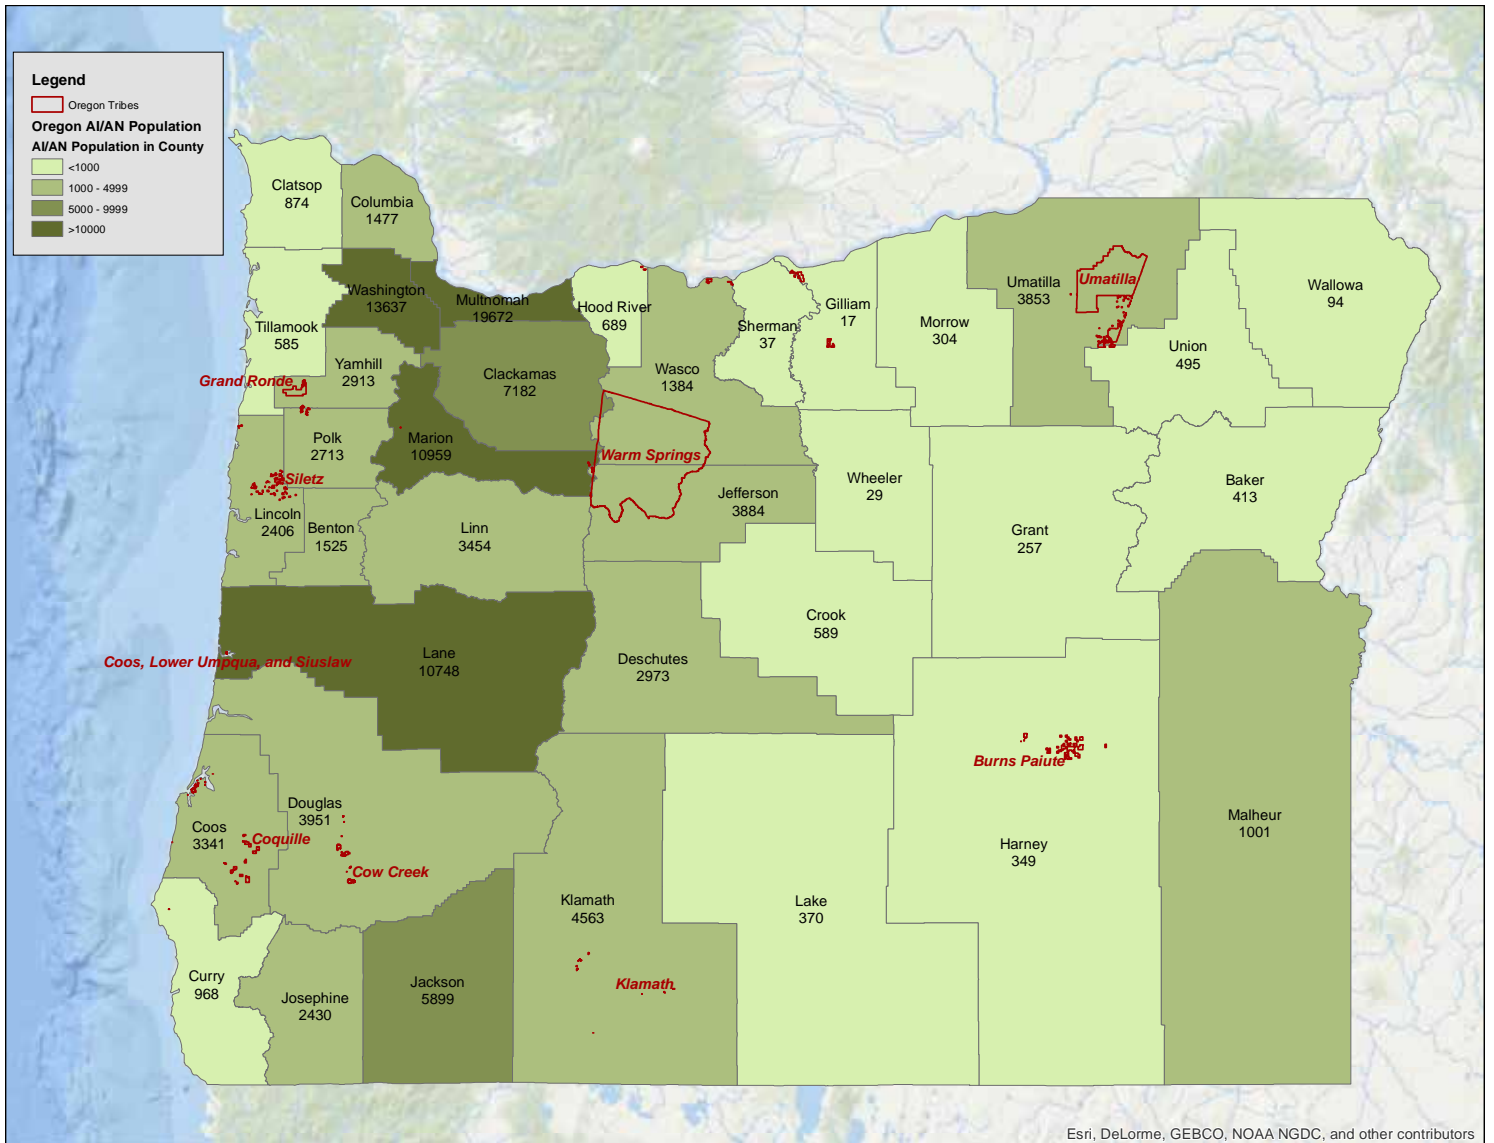 Legend
Oregon Tribes
Oregon AI/AN Population
AI/AN Population in County
<1000
1000 - 4999
5000 - 9999
>10000
Clatsop
874
Columbia
1477
Washington
13637
Multnomah
19672
Hood River
689
Tillamook
585
Yamhill
2913
Clackamas
7182
Wasco
1384
Sherman
37
Gilliam
17
Morrow
304
Umatilla
3853
Umatilla
Union
495
Wallowa
94
Grand Ronde
Polk
2713
Marion
10959
Warm Springs
Siletz
Lincoln
2406
Benton
1525
Linn
3454
Jefferson
3884
Wheeler
29
Grant
257
Baker
413
Crook
589
Coos, Lower Umpqua, and Siuslaw
Lane
10748
Deschutes
2973
Burns Paiute
Douglas
3951
Coos
3341
Coquille
Cow Creek
Malheur
1001
Harney
349
Klamath
4563
Lake
370
Klamath
Curry
968
Josephine
2430
Jackson
5899
Esri, DeLorme, GEBCO, NOAA NGDC, and other contributors